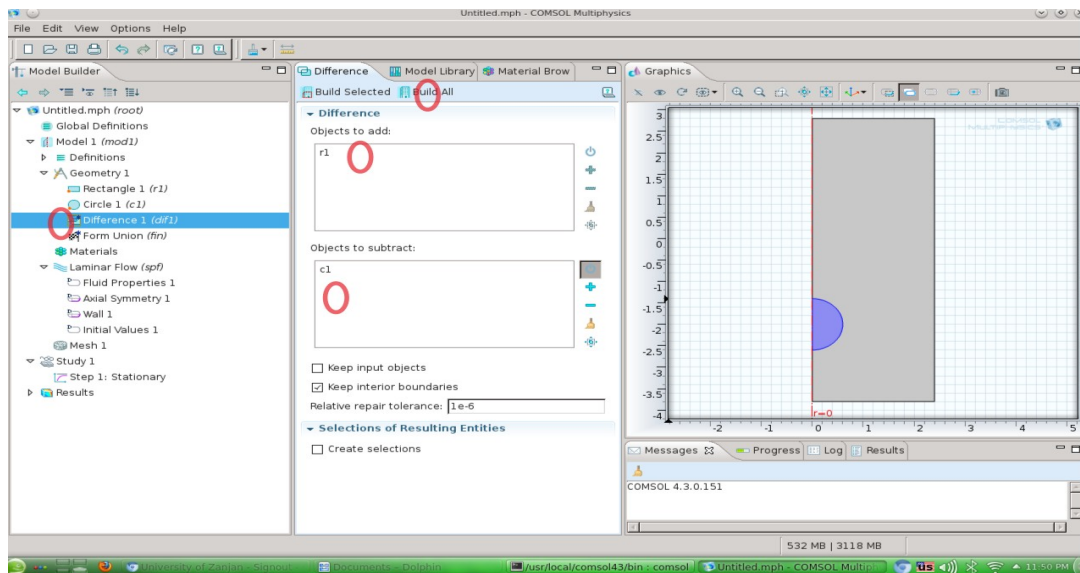 Untitled.mph - COMSOL Multiphysics
File Edit View Options Help
Model Builder
Untitled.mph (root)
Global Definitions
Model 1 (mod1)
Definitions
Geometry 1
Rectangle 1 (r1)
Circle 1 (c1)
Difference 1 (dif1)
Form Union (fin)
Materials
Laminar Flow (spf)
Fluid Properties 1
Axial Symmetry 1
Wall 1
Initial Values 1
Mesh 1
Study 1
Step 1: Stationary
Results
Difference Model Library Material Brow
Build Selected Build All
Difference
Objects to add:
r1
Objects to subtract:
c1
Keep input objects
Keep interior boundaries
Relative repair tolerance: 1e-6
Selections of Resulting Entities
Create selections
Graphics
COMSOL
MULTIPHYSICS
3
2.5
2
1.5
1
0.5
0
-0.5
-1
-1.5
-2
-2.5
-3
-3.5
-4
r=0
-2 -1 0 1 2 3 4 5
Messages Progress Log Results
COMSOL 4.3.0.151
532 MB | 3118 MB
University of Zanjan - Signout Documents - Dolphin /usr/local/comsol43/bin : comsol Untitled.mph - COMSOL Multip us 11:50 PM